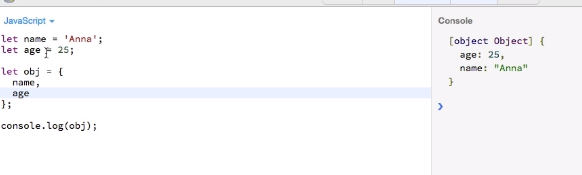 JavaScript
let name = 'Anna';
let age = 25;
let obj = {
  name,
  age
};
console.log(obj);
Console
[object Object] {
  age: 25,
  name: "Anna"
}
❯